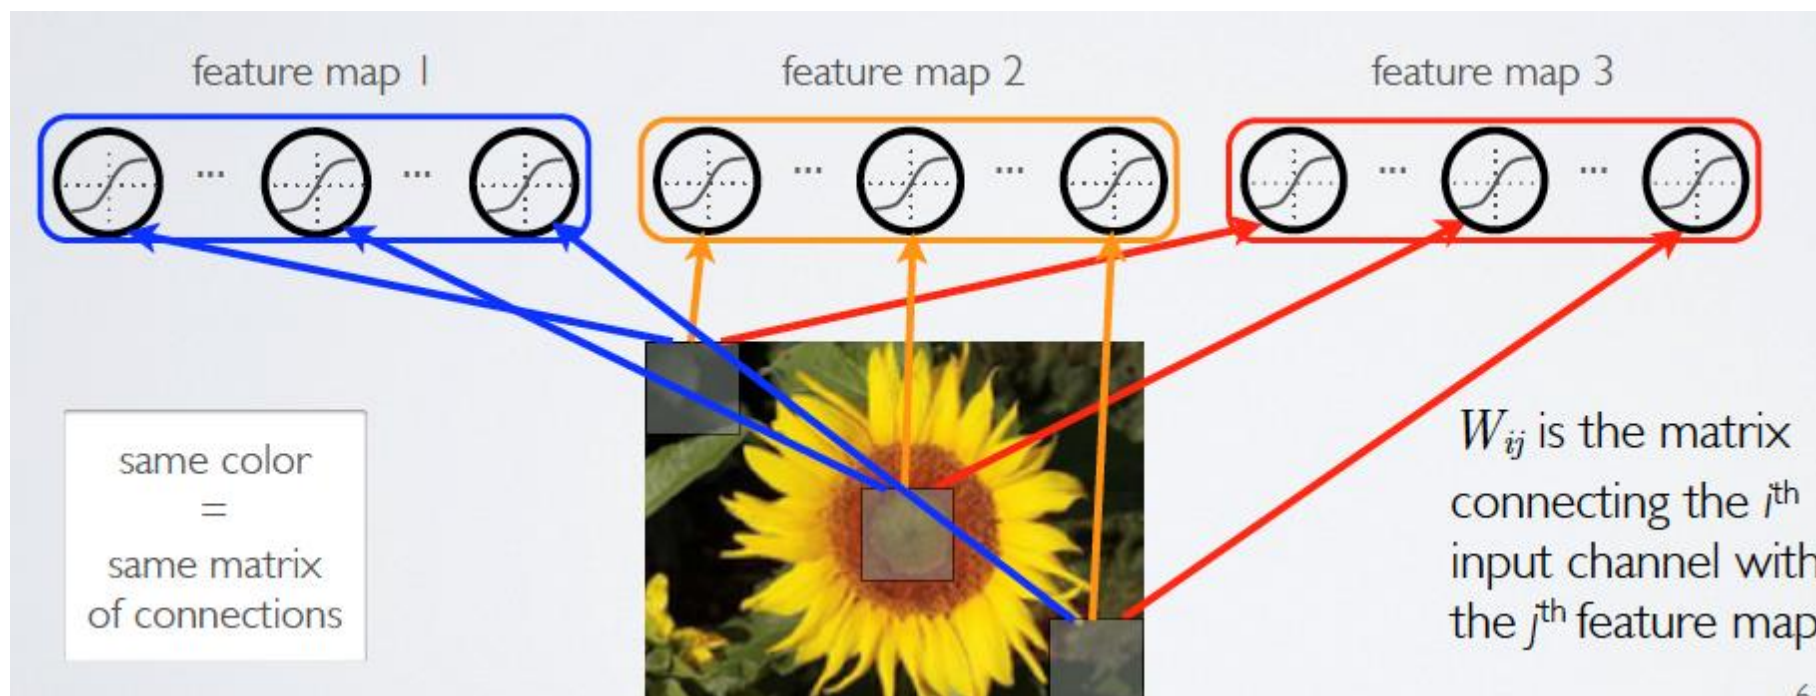 feature map 1
feature map 2
feature map 3
...
...
...
...
...
...
same color
=
same matrix
of connections
W_ij is the matrix
connecting the i^th
input channel with
the j^th feature map